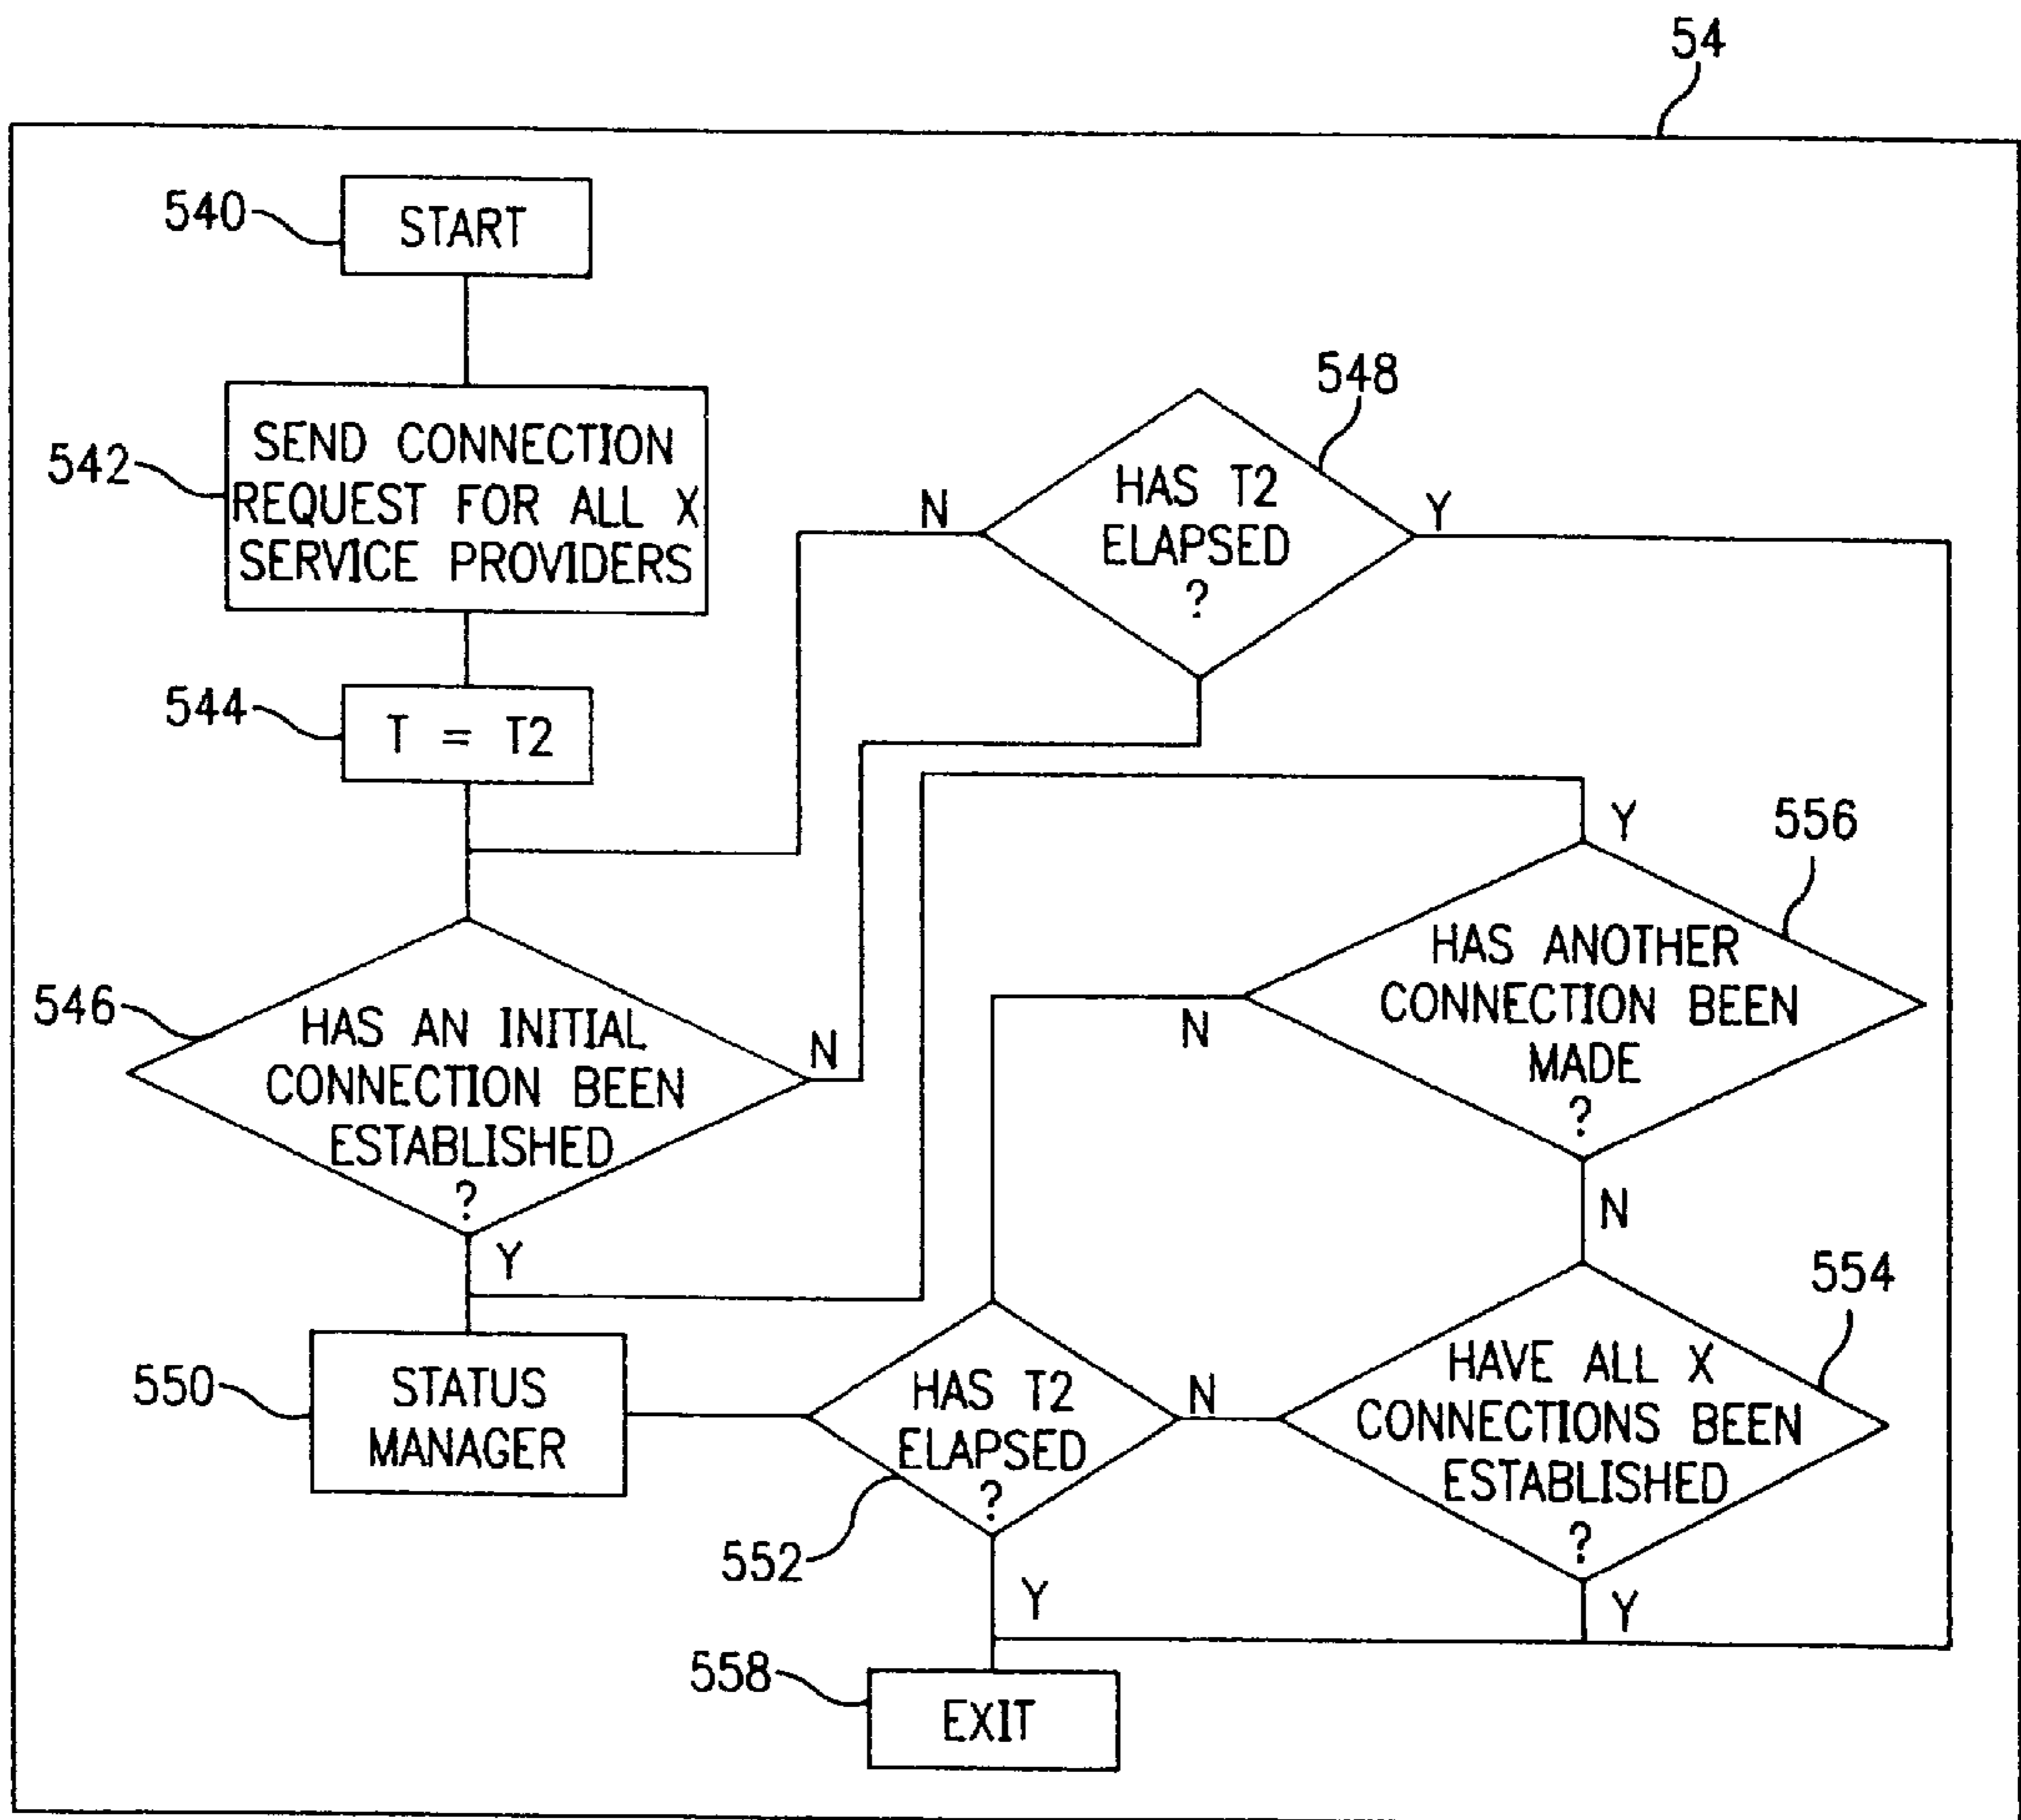 54
540
START
542
SEND CONNECTION
REQUEST FOR ALL X
SERVICE PROVIDERS
544
T = T2
548
HAS T2
ELAPSED
?
N
Y
546
HAS AN INITIAL
CONNECTION BEEN
ESTABLISHED
?
N
Y
556
Y
HAS ANOTHER
CONNECTION BEEN
MADE
?
N
N
550
STATUS
MANAGER
552
HAS T2
ELAPSED
?
N
Y
554
HAVE ALL X
CONNECTIONS BEEN
ESTABLISHED
?
Y
558
EXIT